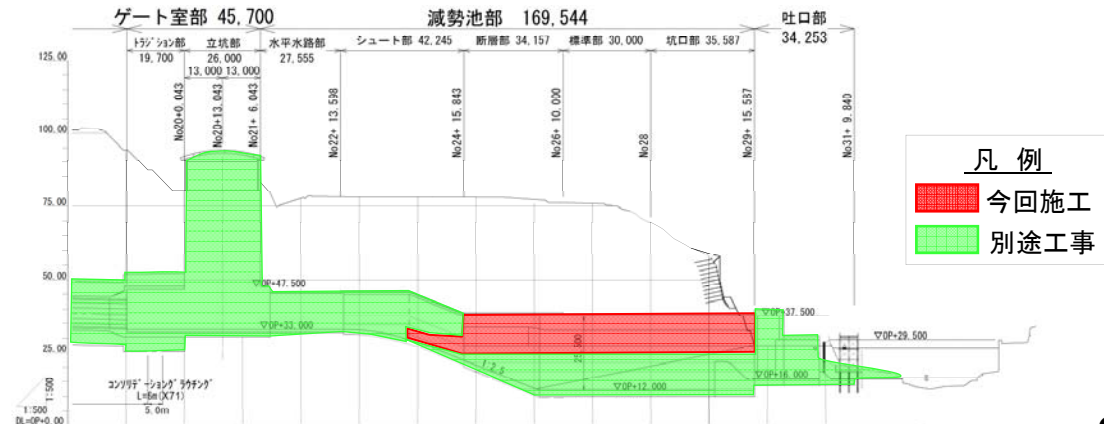 ゲート室部 45,700
減勢池部 169,544
吐口部
34,253
トランジション部
19,700
立坑部
26,000
13,000 13,000
水平水路部
27,555
シュート部 42,245
断層部 34,157
標準部 30,000
坑口部 35,587
No20+0.043
No20+13.043
No21+ 6.043
No22+ 13.598
No24+ 15.843
No26+ 10.000
No28
No29+ 15.587
No31+ 9.840
125.00
100.00
75.00
50.00
25.00
凡 例
今回施工
別途工事
▽OP+47.500
▽OP+33.000
▽OP+37.500
▽OP+29.500
▽OP+16.000
▽OP+12.000
1:2.5
コンソリデーショングラウチング
L=6m(X71)
5.0m
1:500
1:500
DL=OP+0.00